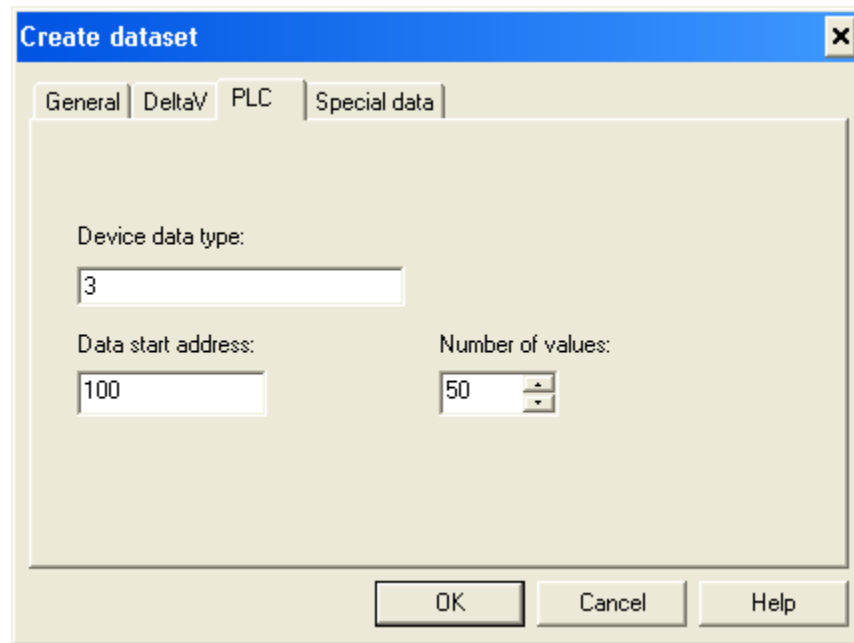 Create dataset
General DeltaV PLC Special data
Device data type:
3
Data start address: Number of values:
100 50
OK Cancel Help